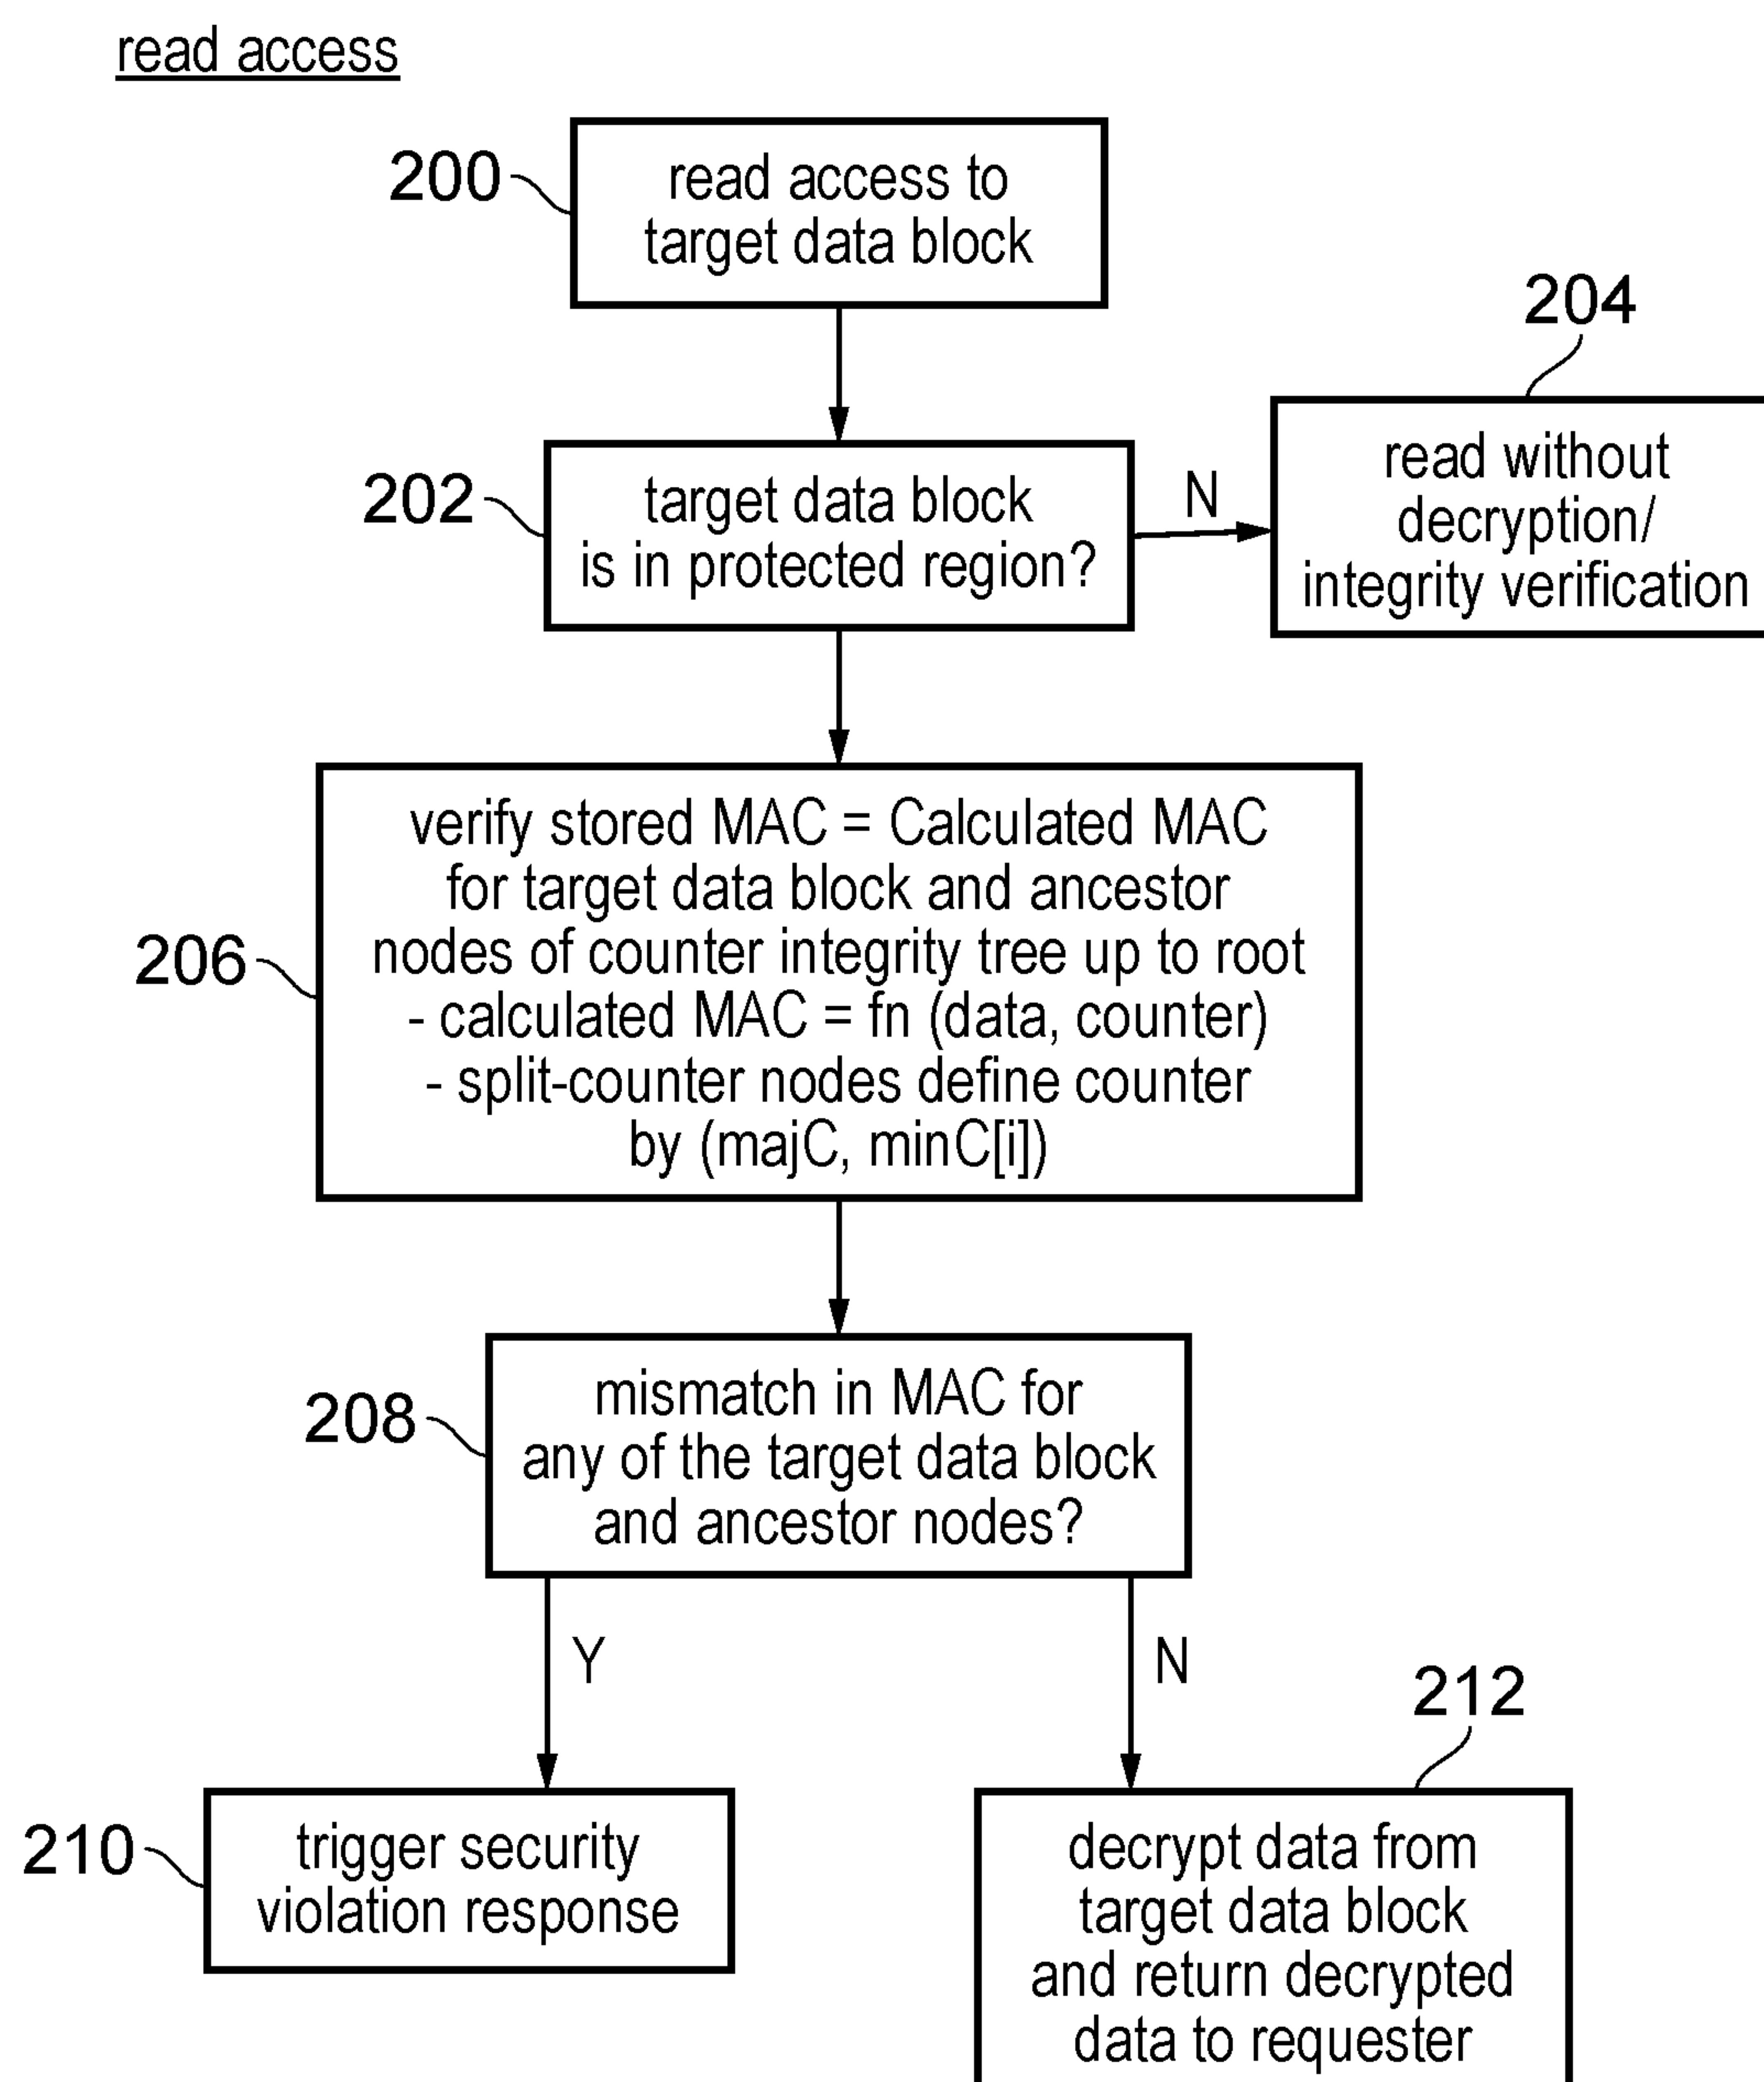 read access
200
read access to
target data block
204
read without
decryption/
integrity verification
202
target data block
is in protected region?
N
206
verify stored MAC = Calculated MAC
for target data block and ancestor
nodes of counter integrity tree up to root
- calculated MAC = fn (data, counter)
- split-counter nodes define counter
by (majC, minC[i])
208
mismatch in MAC for
any of the target data block
and ancestor nodes?
Y
N
210
trigger security
violation response
212
decrypt data from
target data block
and return decrypted
data to requester